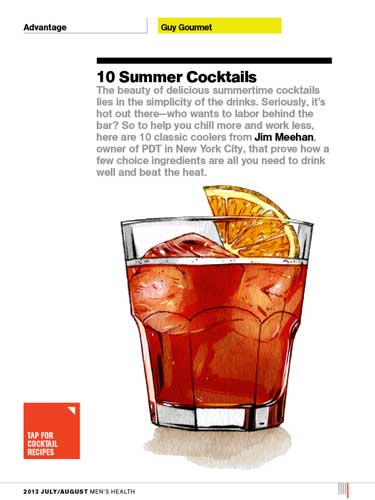 Advantage
Guy Gourmet
10 Summer Cocktails
The beauty of delicious summertime cocktails
lies in the simplicity of the drinks. Seriously, it's
hot out there—who wants to labor behind the
bar? So to help you chill more and work less,
here are 10 classic coolers from Jim Meehan,
owner of PDT in New York City, that prove how a
few choice ingredients are all you need to drink
well and beat the heat.
TAP FOR
COCKTAIL
RECIPES
2013 JULY/AUGUST MEN'S HEALTH